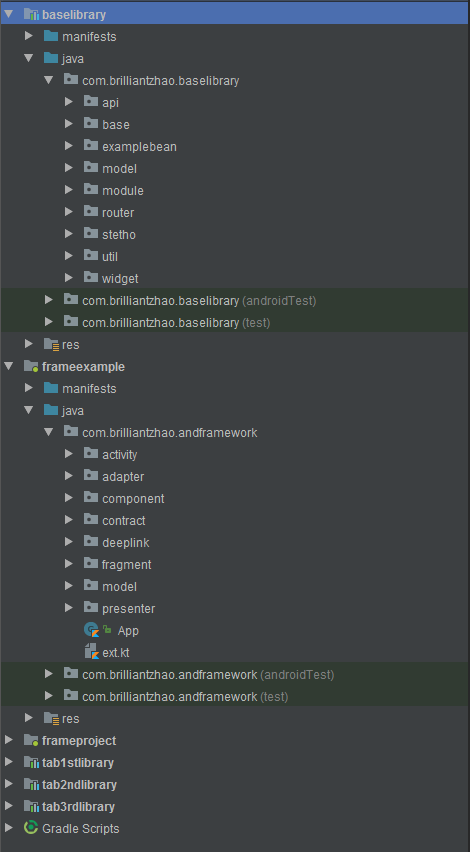 baselibrary
manifests
java
com.brilliantzhao.baselibrary
api
base
examplebean
model
module
router
stetho
util
widget
com.brilliantzhao.baselibrary (androidTest)
com.brilliantzhao.baselibrary (test)
res
frameexample
manifests
java
com.brilliantzhao.andframework
activity
adapter
component
contract
deeplink
fragment
model
presenter
App
ext.kt
com.brilliantzhao.andframework (androidTest)
com.brilliantzhao.andframework (test)
res
frameproject
tab1stlibrary
tab2ndlibrary
tab3rdlibrary
Gradle Scripts